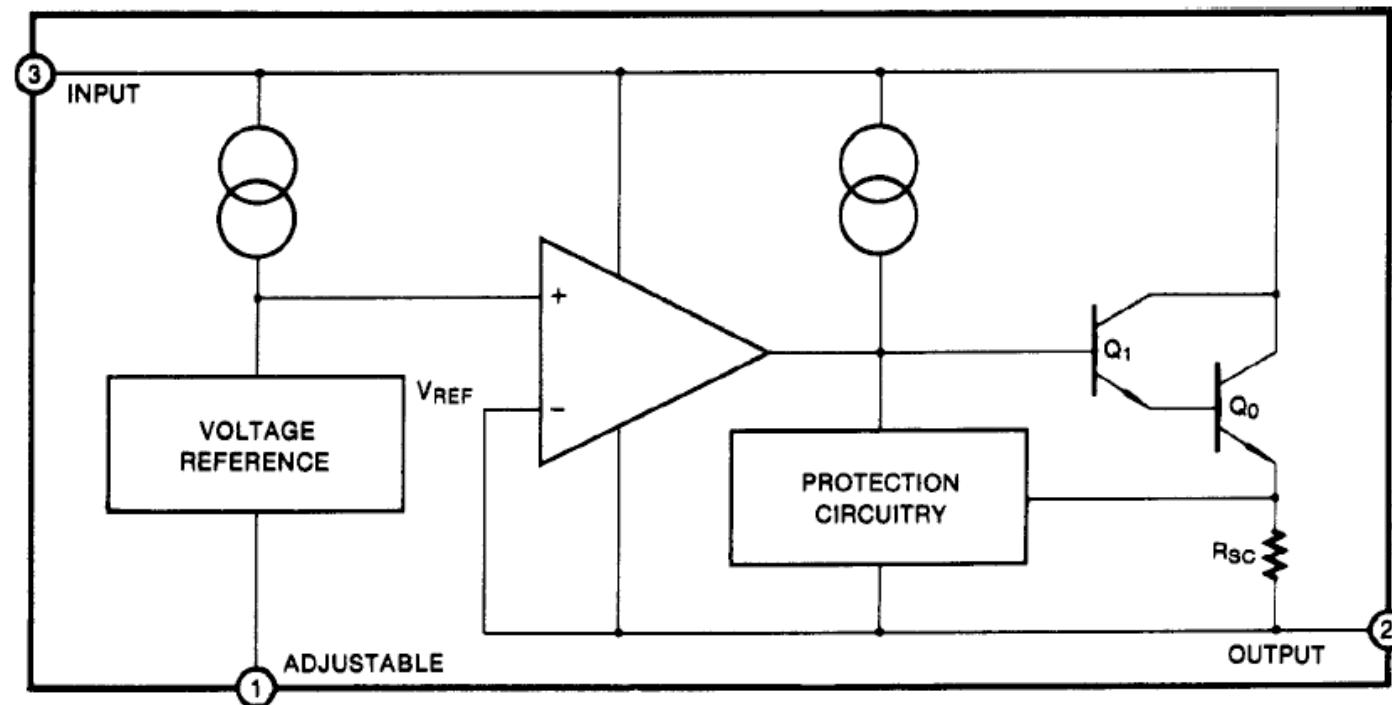 3
INPUT
+
Q1
VREF
−
Q0
VOLTAGE
REFERENCE
PROTECTION
CIRCUITRY
RSC
2
OUTPUT
ADJUSTABLE
1